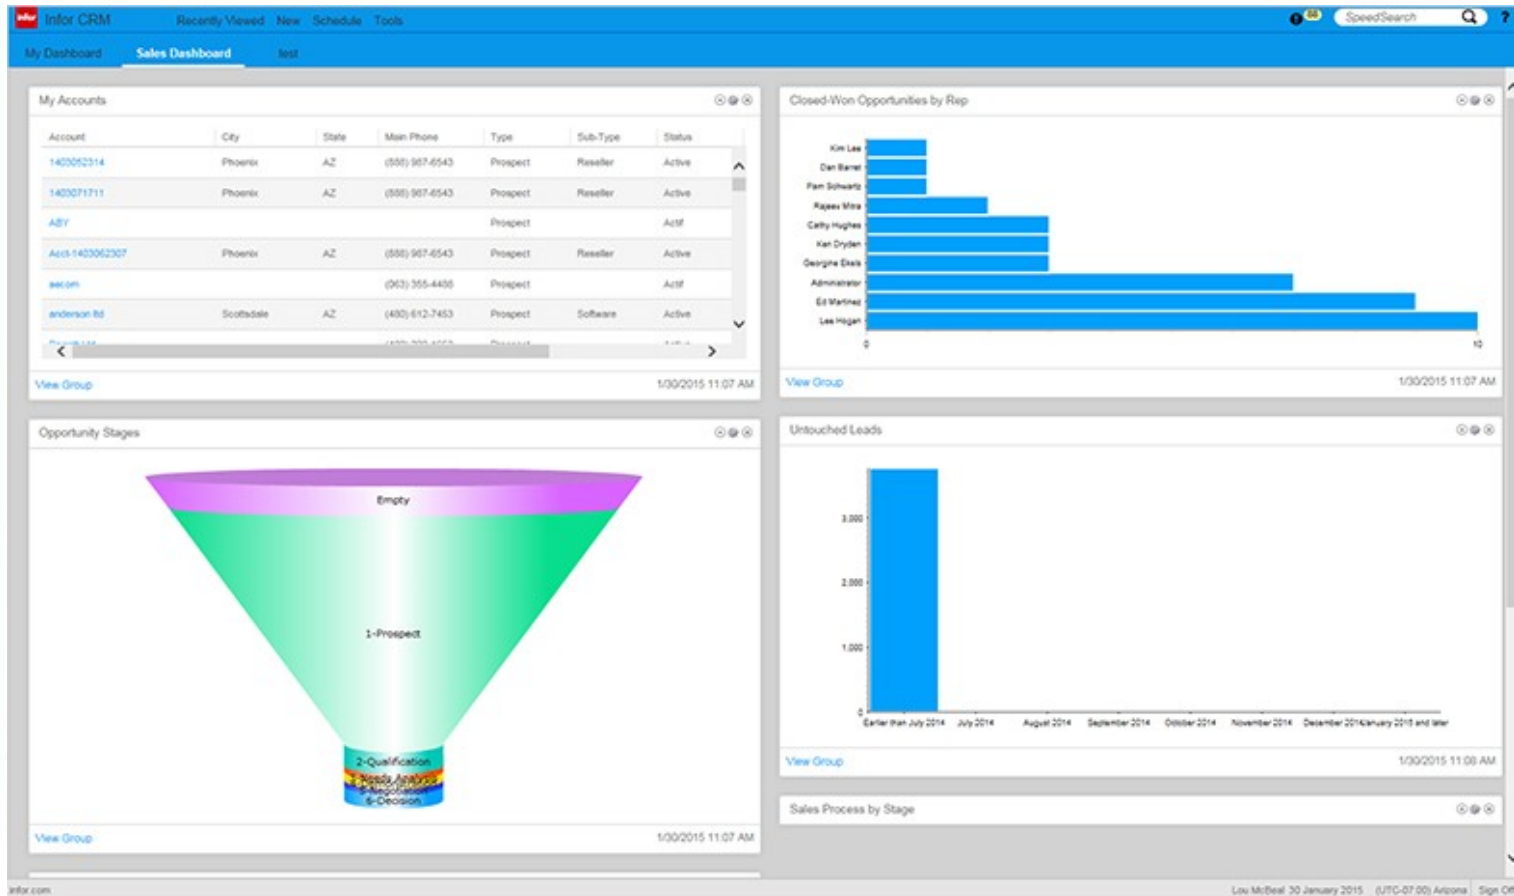 infor Infor CRM Recently Viewed New Schedule Tools 88 SpeedSearch ?
My Dashboard Sales Dashboard test
My Accounts
Account City State Main Phone Type Sub-Type Status
1403052314 Phoenix AZ (888) 987-6543 Prospect Reseller Active
1403071711 Phoenix AZ (888) 987-6543 Prospect Reseller Active
ABY Prospect Actif
Acct-1403062307 Phoenix AZ (888) 987-6543 Prospect Reseller Active
aecom (063) 355-4488 Prospect Actif
anderson ltd Scottsdale AZ (480) 612-7453 Prospect Software Active
View Group 1/30/2015 11:07 AM
Closed-Won Opportunities by Rep
Kim Lee
Dan Barret
Pam Schwartz
Rajeev Mitra
Cathy Hughes
Ken Dryden
Georgine Ekels
Administrator
Ed Martinez
Lee Hogan
0 10
View Group 1/30/2015 11:07 AM
Opportunity Stages
Empty
1-Prospect
2-Qualification
3-Needs Analysis
5-Negotiation
6-Decision
View Group 1/30/2015 11:07 AM
Untouched Leads
3,000
2,000
1,000
0
Earlier than July 2014 July 2014 August 2014 September 2014 October 2014 November 2014 December 2014 January 2015 and later
View Group 1/30/2015 11:08 AM
Sales Process by Stage
infor.com Lou McBeal 30 January 2015 (UTC-07:00) Arizona Sign Off